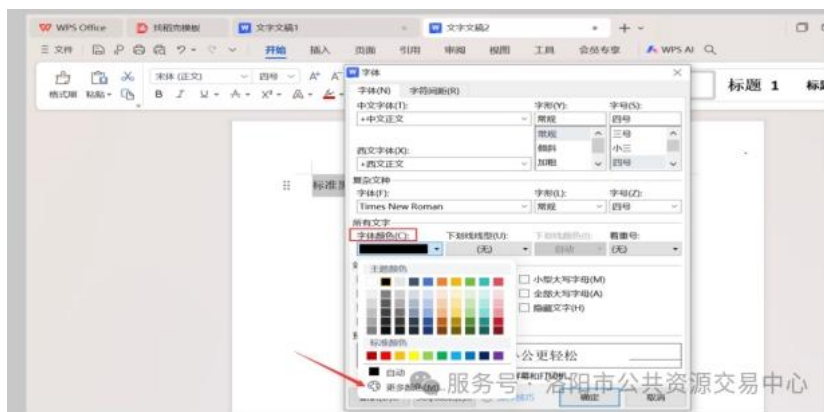 WPS Office 找稻壳模板 文字文稿1 文字文稿2
文件 开始 插入 页面 引用 审阅 视图 工具 会员专享 WPS AI
格式刷 粘贴 宋体 (正文) 四号 标题 1 标题
字体
字体(N) 字符间距(R)
中文字体(T): 字形(Y): 字号(S):
+中文正文 常规 四号
常规 三号
倾斜 小三
西文字体(X): 加粗 四号
+西文正文
复杂文种
字体(F): 字形(L): 字号(Z):
Times New Roman 常规 四号
所有文字
字体颜色(C): 下划线线型(U): 下划线颜色(I): 着重号:
(无) 自动 (无)
主题颜色
小型大写字母(M)
全部大写字母(A)
隐藏文字(H)
标准颜色
公更轻松
自动
更多颜色(M)...
服务号 · 洛阳市公共资源交易中心
确定 取消
标准